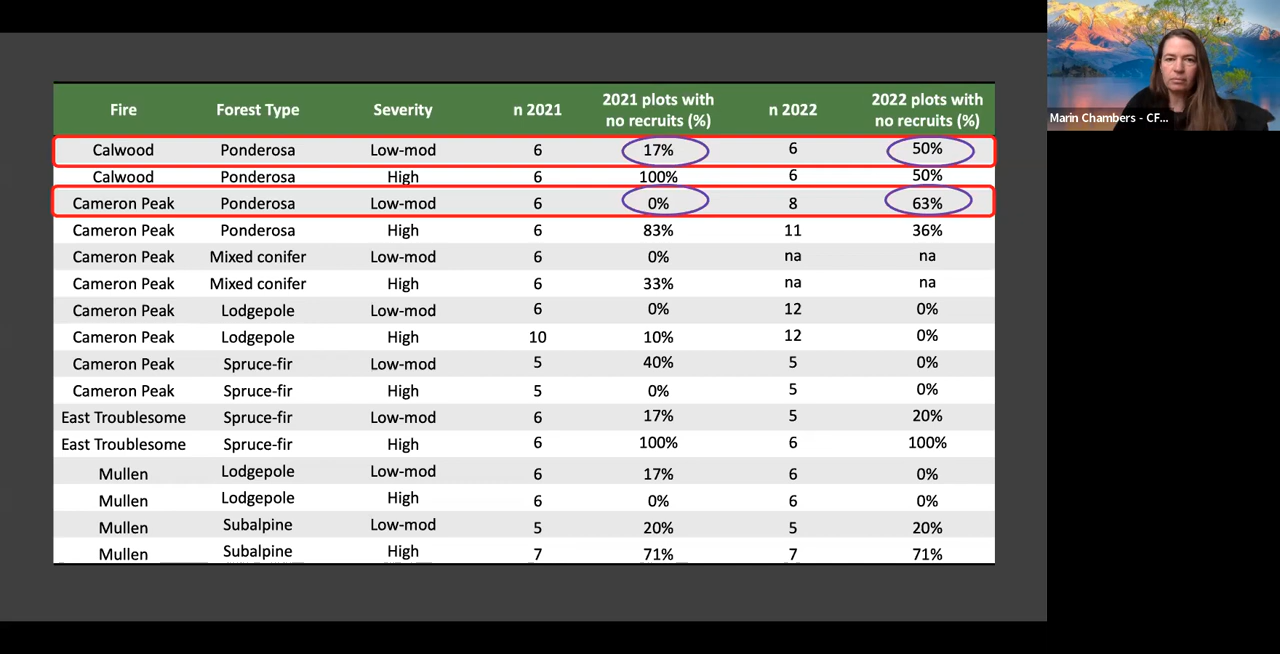 Fire Forest Type Severity n 2021 2021 plots with no recruits (%) n 2022 2022 plots with no recruits (%)
Calwood Ponderosa Low-mod 6 17% 6 50%
Calwood Ponderosa High 6 100% 6 50%
Cameron Peak Ponderosa Low-mod 6 0% 8 63%
Cameron Peak Ponderosa High 6 83% 11 36%
Cameron Peak Mixed conifer Low-mod 6 0% na na
Cameron Peak Mixed conifer High 6 33% na na
Cameron Peak Lodgepole Low-mod 6 0% 12 0%
Cameron Peak Lodgepole High 10 10% 12 0%
Cameron Peak Spruce-fir Low-mod 5 40% 5 0%
Cameron Peak Spruce-fir High 5 0% 5 0%
East Troublesome Spruce-fir Low-mod 6 17% 5 20%
East Troublesome Spruce-fir High 6 100% 6 100%
Mullen Lodgepole Low-mod 6 17% 6 0%
Mullen Lodgepole High 6 0% 6 0%
Mullen Subalpine Low-mod 5 20% 5 20%
Mullen Subalpine High 7 71% 7 71%
Marin Chambers - CF...